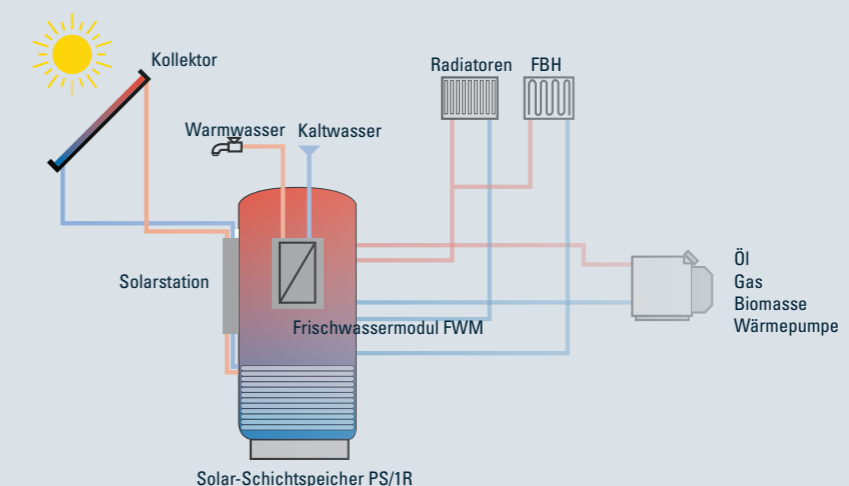 Kollektor
Radiatoren FBH
Warmwasser Kaltwasser
Solarstation
Öl
Gas
Biomasse
Wärmepumpe
Frischwassermodul FWM
Solar-Schichtspeicher PS/1R